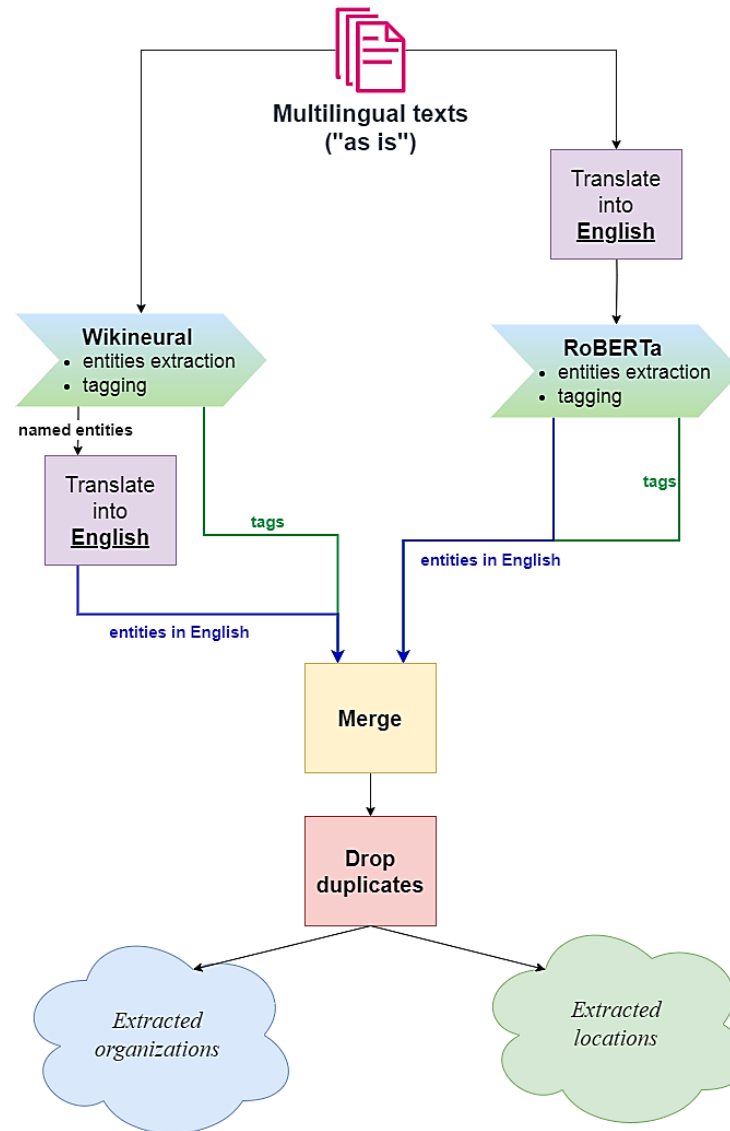 Multilingual texts
("as is")
Translate
into
English
Wikineural
• entities extraction
• tagging
RoBERTa
• entities extraction
• tagging
named entities
Translate
into
English
tags
tags
entities in English
entities in English
Merge
Drop
duplicates
Extracted
organizations
Extracted
locations